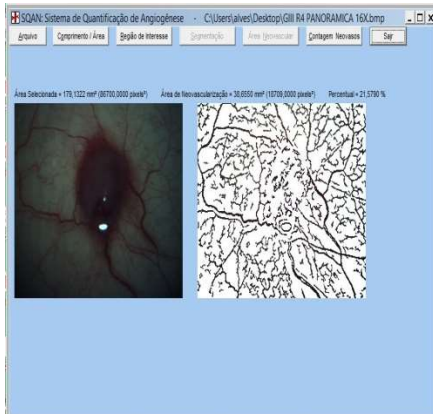 SQAN: Sistema de Quantificação de Angiogênese - C:\Users\alves\Desktop\GIII R4 PANORAMICA 16X.bmp
Arquivo Comprimento / Área Região de Interesse Segmentação Área Neovascular Contagem Neovasos Sair
Área Selecionada = 179,1322 mm² (86780,0000 pixels²) Área de Neovascularização = 38,6550 mm² (18709,0000 pixels²) Percentual = 21,5790 %